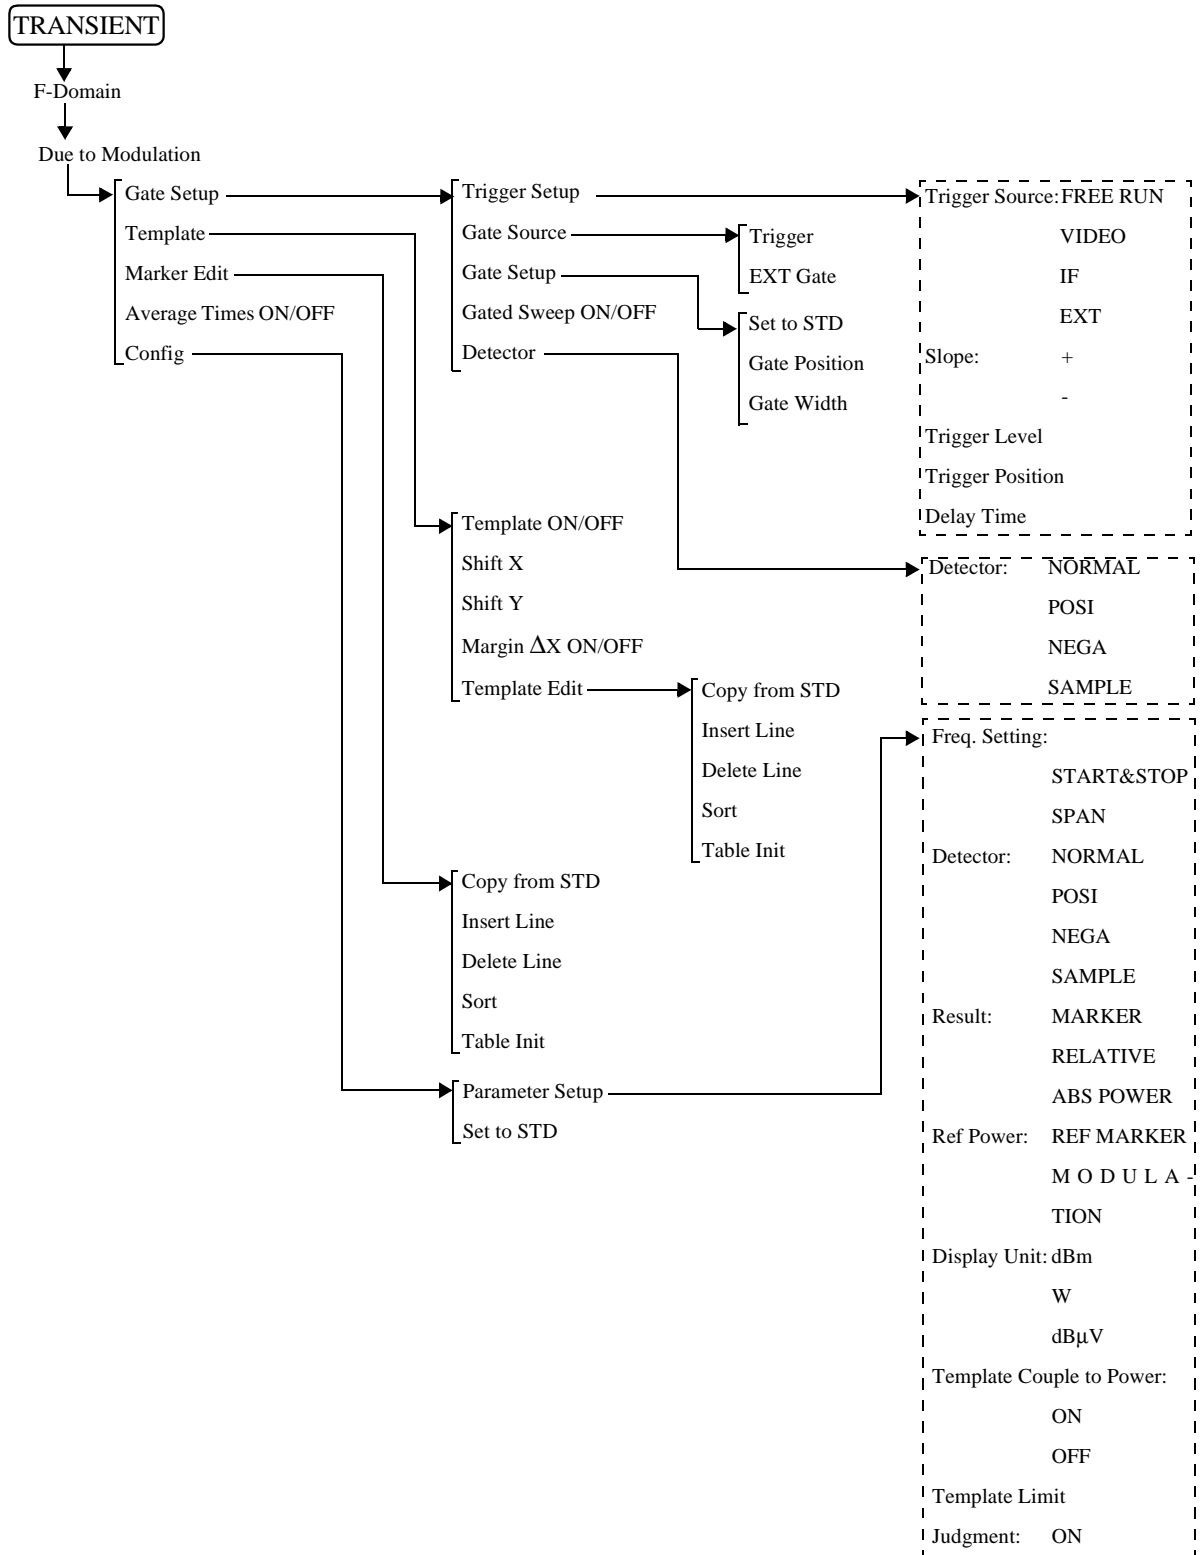 TRANSIENT
F-Domain
Due to Modulation
Gate Setup
Template
Marker Edit
Average Times ON/OFF
Config
Trigger Setup
Gate Source
Gate Setup
Gated Sweep ON/OFF
Detector
Trigger
EXT Gate
Set to STD
Gate Position
Gate Width
Trigger Source: FREE RUN
VIDEO
IF
EXT
Slope: +
-
Trigger Level
Trigger Position
Delay Time
Template ON/OFF
Shift X
Shift Y
Margin ΔX ON/OFF
Template Edit
Copy from STD
Insert Line
Delete Line
Sort
Table Init
Detector: NORMAL
POSI
NEGA
SAMPLE
Copy from STD
Insert Line
Delete Line
Sort
Table Init
Parameter Setup
Set to STD
Freq. Setting:
START&STOP
SPAN
Detector: NORMAL
POSI
NEGA
SAMPLE
Result: MARKER
RELATIVE
ABS POWER
Ref Power: REF MARKER
MODULA-
TION
Display Unit: dBm
W
dBμV
Template Couple to Power:
ON
OFF
Template Limit
Judgment: ON